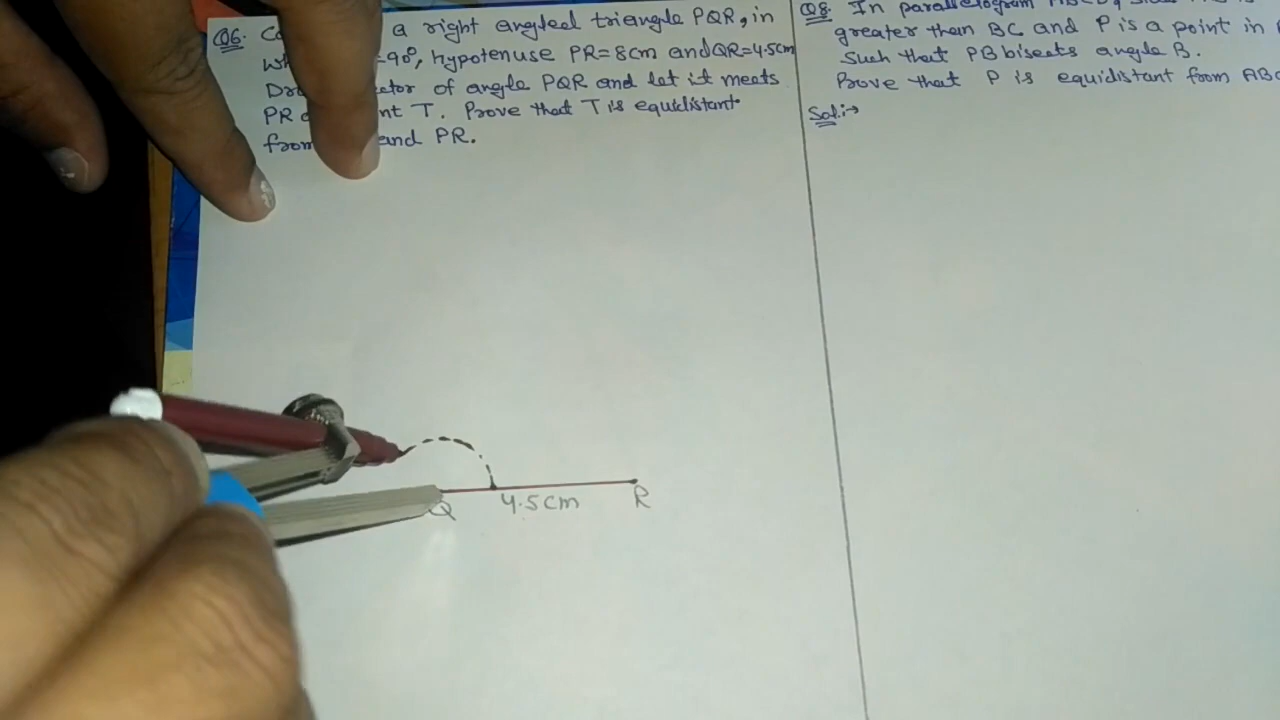 Q6. a right angled triangle PQR, in
=90°, hypotenuse PR=8cm and QR=4.5cm
of angle PQR and let it meets
PR T. Prove that T is equidistant
from and PR.
Q8. In parallelogram
greater than BC and P is a point in
Such that PB bisects angle B.
Prove that P is equidistant from
Sol:→
Q 4.5cm R